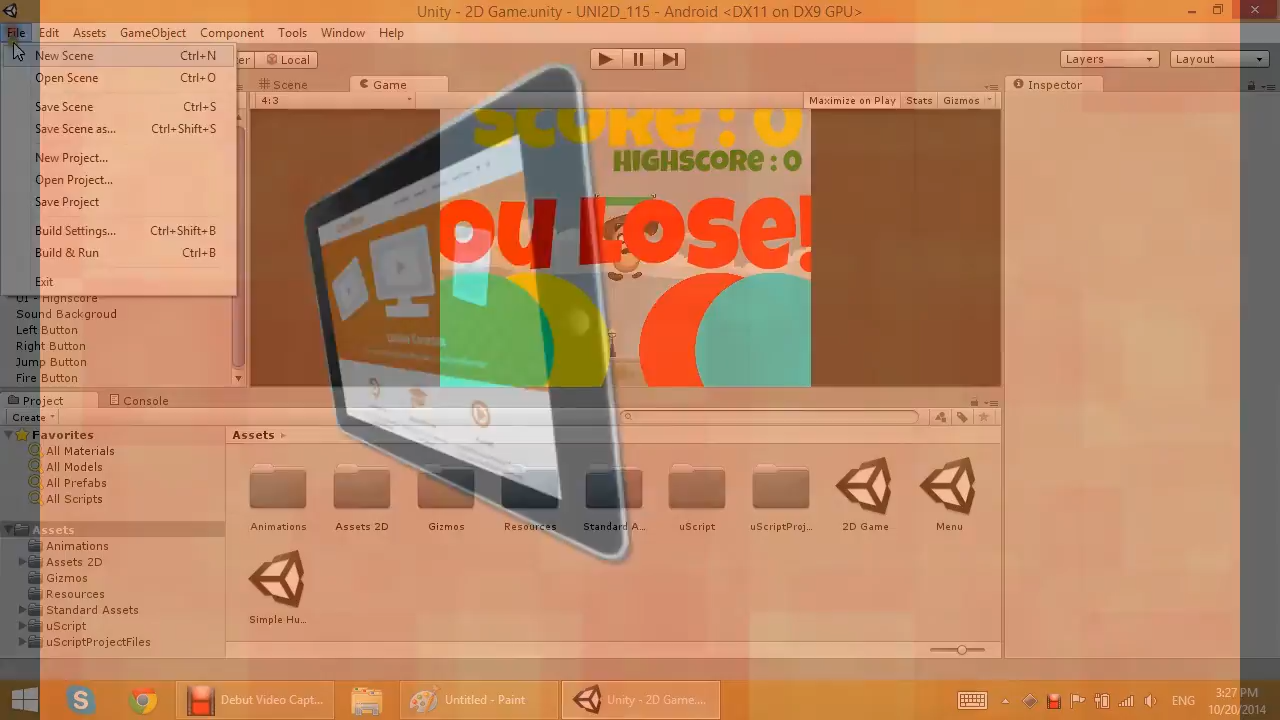 Unity - 2D Game.unity - UNI2D_115 - Android <DX11 on DX9 GPU>
File Edit Assets GameObject Component Tools Window Help
New Scene Ctrl+N
Open Scene Ctrl+O
Save Scene Ctrl+S
Save Scene as... Ctrl+Shift+S
New Project...
Open Project...
Save Project
Build Settings... Ctrl+Shift+B
Build & Run Ctrl+B
Exit
Local
Layers
Layout
Scene
Game
Inspector
4:3
Maximize on Play
Stats
Gizmos
SCORE : 0
HIGHSCORE : 0
OU LOSE!
UI - Highscore
Sound Backgroud
Left Button
Right Button
Jump Button
Fire Button
Project
Console
Create
Favorites
All Materials
All Models
All Prefabs
All Scripts
Assets
Animations
Assets 2D
Gizmos
Resources
Standard Assets
uScript
uScriptProjectFiles
Assets
Animations
Assets 2D
Gizmos
Resources
Standard A...
uScript
uScriptProj...
2D Game
Menu
Simple Hu...
Debut Video Capt...
Untitled - Paint
Unity - 2D Game....
ENG
3:27 PM
10/20/2014